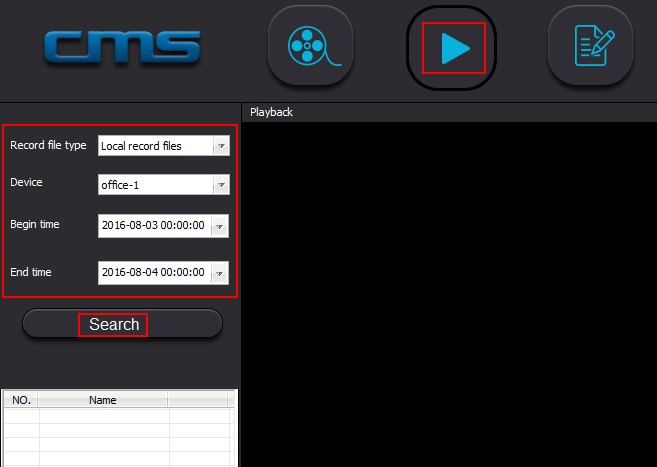 cms
Playback
Record file type Local record files
Device office-1
Begin time 2016-08-03 00:00:00
End time 2016-08-04 00:00:00
Search
NO. Name